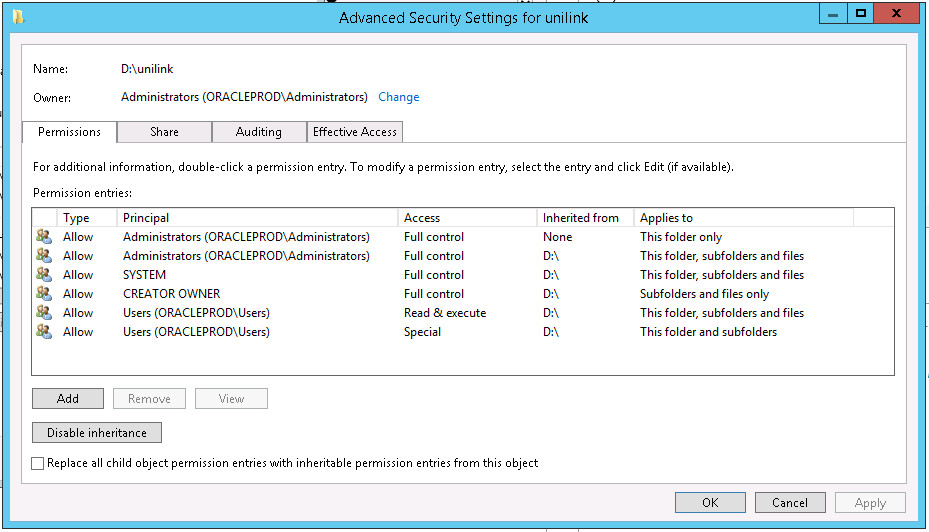 Advanced Security Settings for unilink
Name: D:\unilink
Owner: Administrators (ORACLEPROD\Administrators) Change
Permissions Share Auditing Effective Access
For additional information, double-click a permission entry. To modify a permission entry, select the entry and click Edit (if available).
Permission entries:
Type Principal Access Inherited from Applies to
Allow Administrators (ORACLEPROD\Administrators) Full control None This folder only
Allow Administrators (ORACLEPROD\Administrators) Full control D:\ This folder, subfolders and files
Allow SYSTEM Full control D:\ This folder, subfolders and files
Allow CREATOR OWNER Full control D:\ Subfolders and files only
Allow Users (ORACLEPROD\Users) Read & execute D:\ This folder, subfolders and files
Allow Users (ORACLEPROD\Users) Special D:\ This folder and subfolders
Add Remove View
Disable inheritance
Replace all child object permission entries with inheritable permission entries from this object
OK Cancel Apply